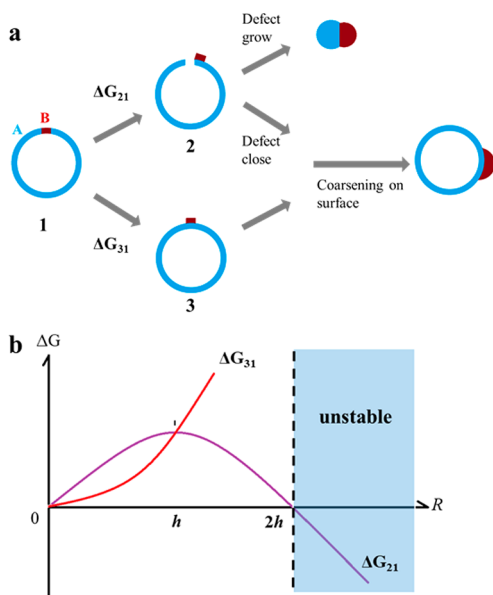 a
Defect
grow
ΔG21
A
B
2
Defect
close
1
Coarsening on
surface
ΔG31
3
b
ΔG
ΔG31
unstable
0
h
2h
R
ΔG21